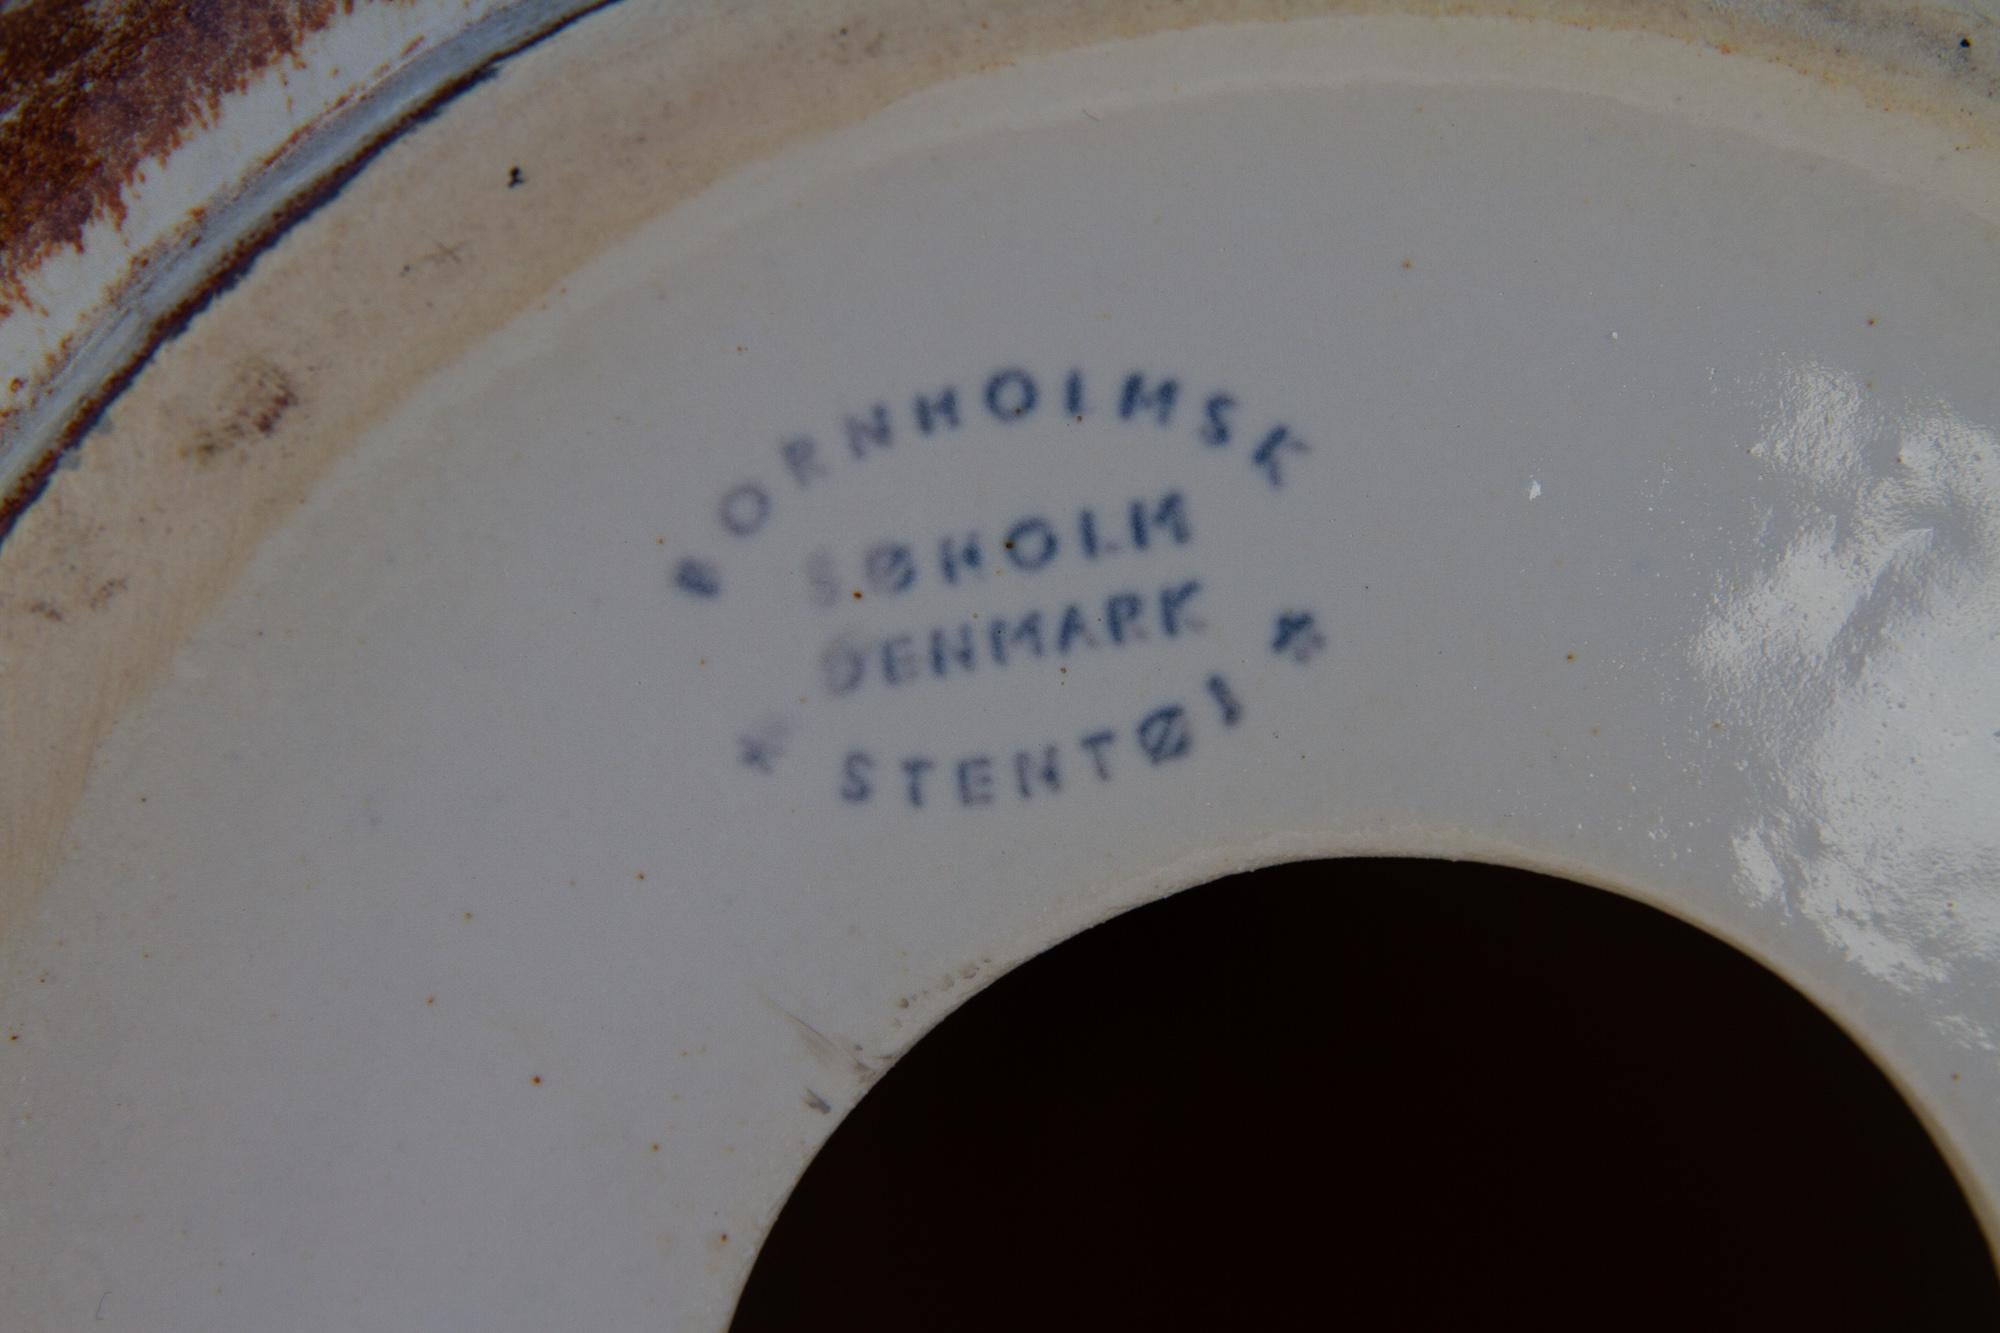 BORNHOLMSK
SØHOLM
DENMARK
* STENTØJ *